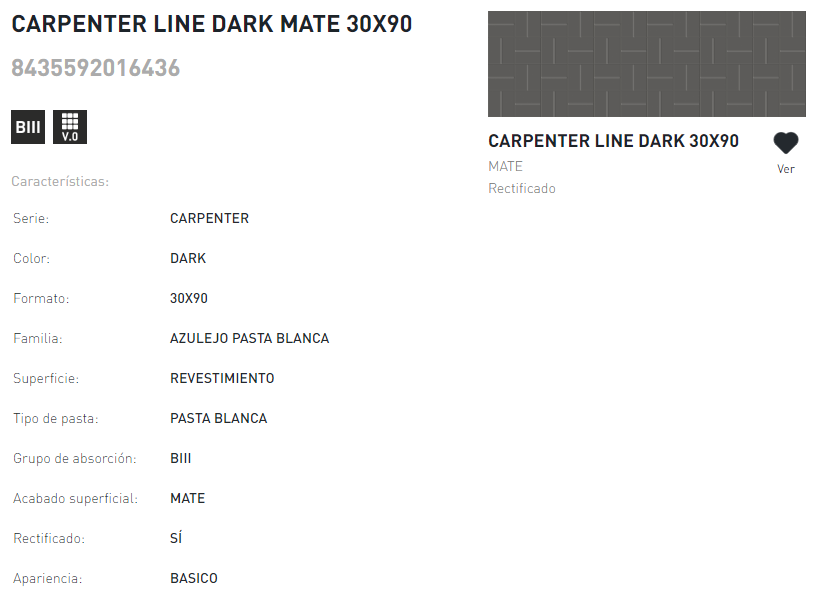 CARPENTER LINE DARK MATE 30X90
8435592016436
BIII
V.0
Características:
Serie: CARPENTER
Color: DARK
Formato: 30X90
Familia: AZULEJO PASTA BLANCA
Superficie: REVESTIMIENTO
Tipo de pasta: PASTA BLANCA
Grupo de absorción: BIII
Acabado superficial: MATE
Rectificado: SÍ
Apariencia: BASICO
CARPENTER LINE DARK 30X90
MATE
Rectificado
Ver